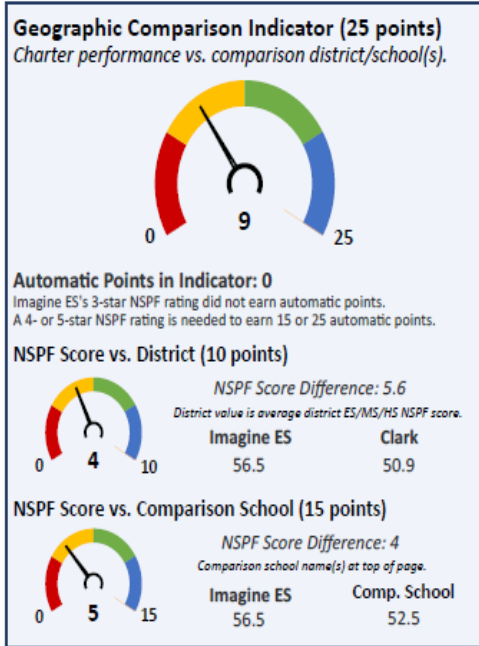 Geographic Comparison Indicator (25 points)
Charter performance vs. comparison district/school(s).
0
9
25
Automatic Points in Indicator: 0
Imagine ES's 3-star NSPF rating did not earn automatic points.
A 4- or 5-star NSPF rating is needed to earn 15 or 25 automatic points.
NSPF Score vs. District (10 points)
NSPF Score Difference: 5.6
District value is average district ES/MS/HS NSPF score.
Imagine ES Clark
0 4 10 56.5 50.9
NSPF Score vs. Comparison School (15 points)
NSPF Score Difference: 4
Comparison school name(s) at top of page.
Imagine ES Comp. School
0 5 15 56.5 52.5